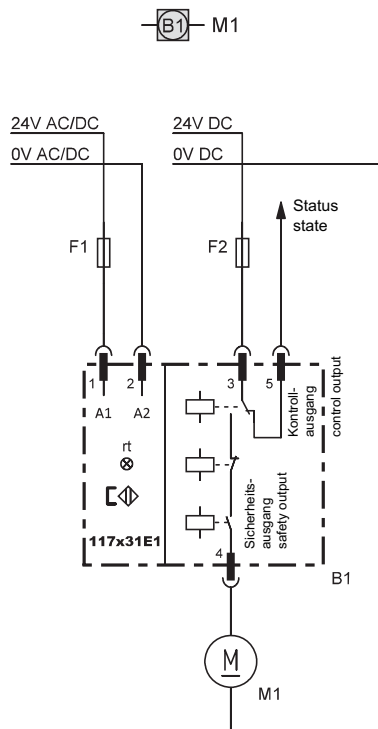 B1 M1
24V AC/DC 24V DC
0V AC/DC 0V DC
Status
state
F1 F2
1 2 3 5
A1 A2
Kontroll-
ausgang
control output
rt
Sicherheits-
ausgang
safety output
117x31E1
4
B1
M
M1